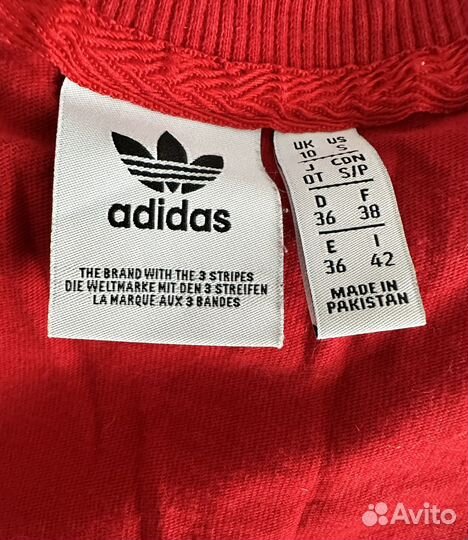 adidas
THE BRAND WITH THE 3 STRIPES
DIE WELTMARKE MIT DEN 3 STREIFEN
LA MARQUE AUX 3 BANDES
UK US
10 S
J CDN
OT S/P
D F
36 38
E I
36 42
MADE IN
PAKISTAN
Avito